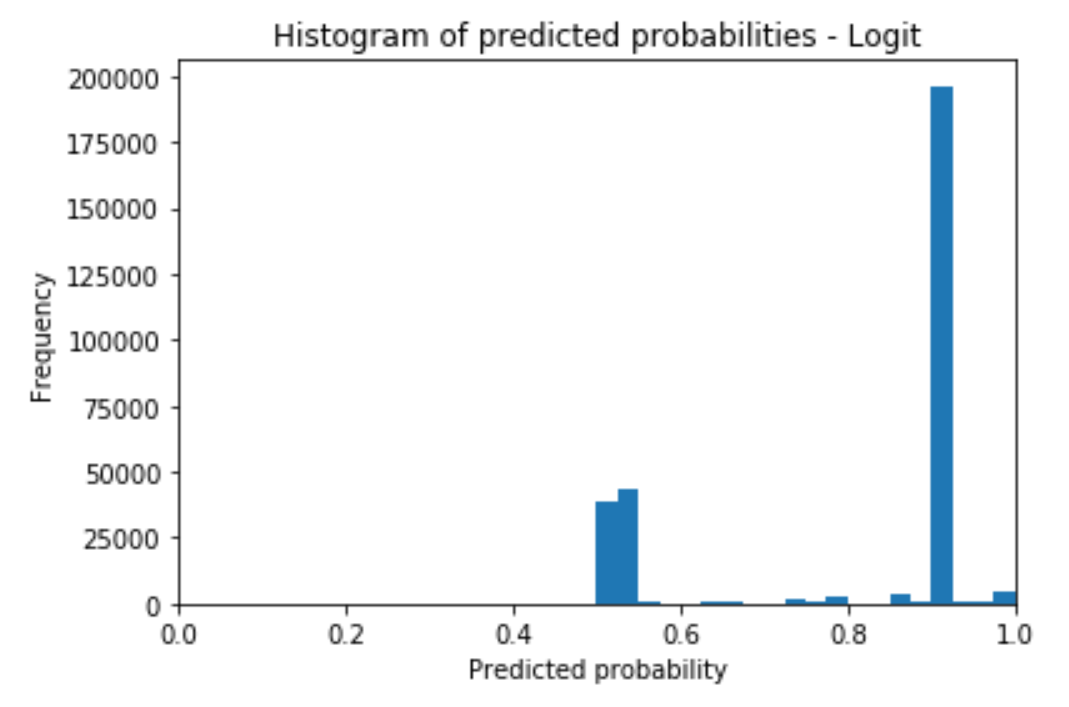 Histogram of predicted probabilities - Logit
200000
175000
150000
125000
100000
75000
50000
25000
0
Frequency
0.0 0.2 0.4 0.6 0.8 1.0
Predicted probability